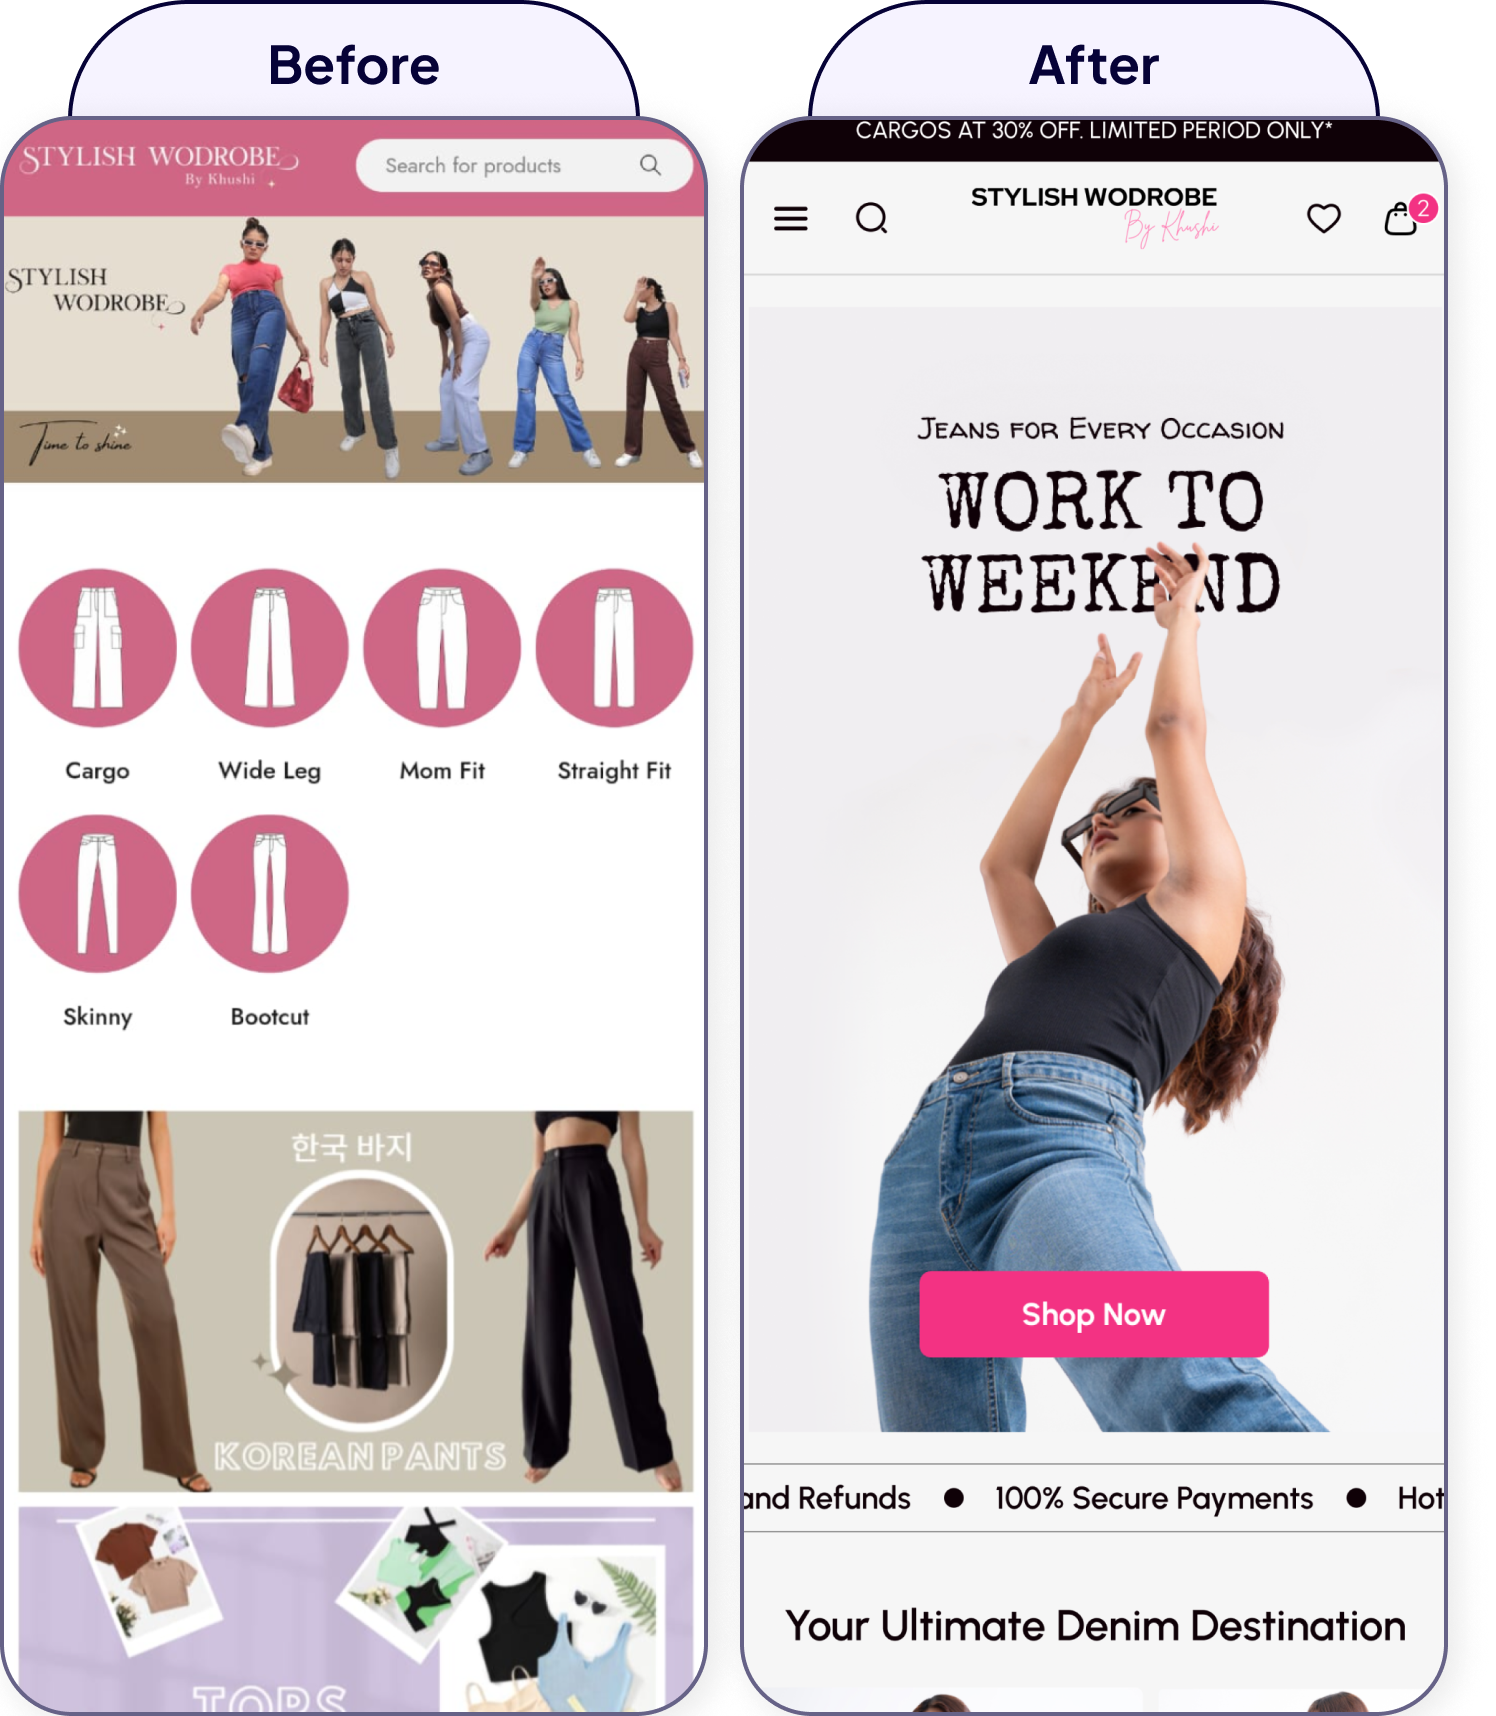 Before
STYLISH WODROBE
By Khushi
Search for products
STYLISH
WODROBE
Time to shine
Cargo
Wide Leg
Mom Fit
Straight Fit
Skinny
Bootcut
한국 바지
KOREAN PANTS
TOPS
After
CARGOS AT 30% OFF. LIMITED PERIOD ONLY*
STYLISH WODROBE
By Khushi
2
JEANS FOR EVERY OCCASION
WORK TO
WEEKEND
Shop Now
and Refunds ● 100% Secure Payments ● Hot
Your Ultimate Denim Destination